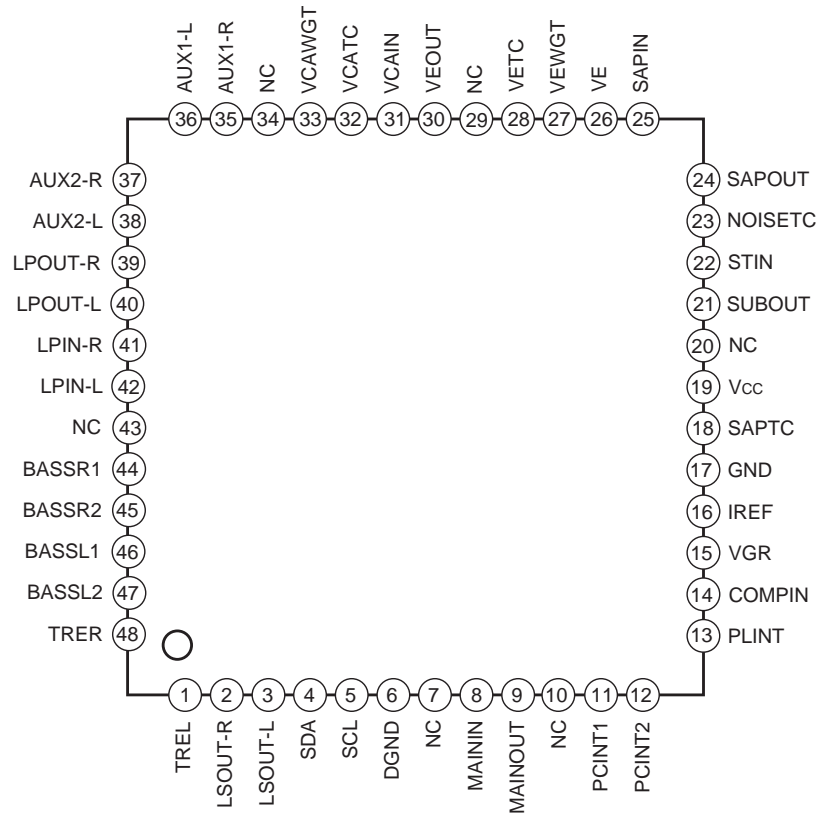 AUX1-L
AUX1-R
NC
VCAWGT
VCATC
VCAIN
VEOUT
NC
VETC
VEWGT
VE
SAPIN
36 35 34 33 32 31 30 29 28 27 26 25
AUX2-R 37
AUX2-L 38
LPOUT-R 39
LPOUT-L 40
LPIN-R 41
LPIN-L 42
NC 43
BASSR1 44
BASSR2 45
BASSL1 46
BASSL2 47
TRER 48
24 SAPOUT
23 NOISETC
22 STIN
21 SUBOUT
20 NC
19 VCC
18 SAPTC
17 GND
16 IREF
15 VGR
14 COMPIN
13 PLINT
1 2 3 4 5 6 7 8 9 10 11 12
TREL
LSOUT-R
LSOUT-L
SDA
SCL
DGND
NC
MAININ
MAINOUT
NC
PCINT1
PCINT2